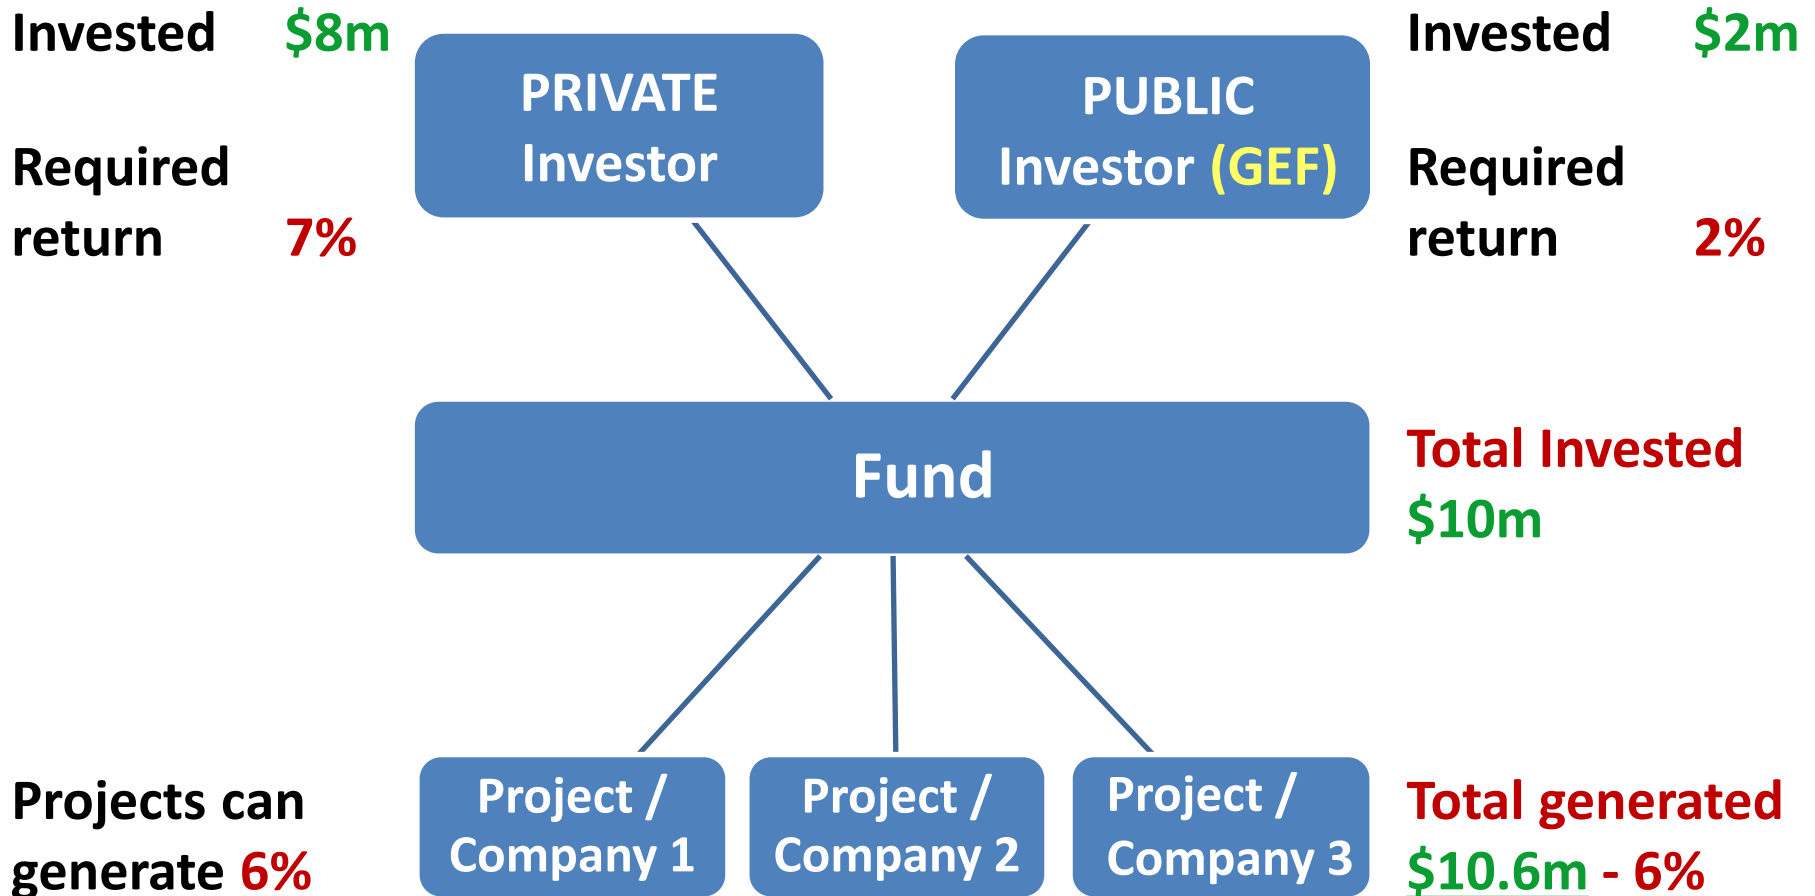 Invested $8m
Required
return 7%
PRIVATE
Investor
PUBLIC
Investor (GEF)
Invested $2m
Required
return 2%
Fund
Total Invested
$10m
Projects can
generate 6%
Project /
Company 1
Project /
Company 2
Project /
Company 3
Total generated
$10.6m - 6%